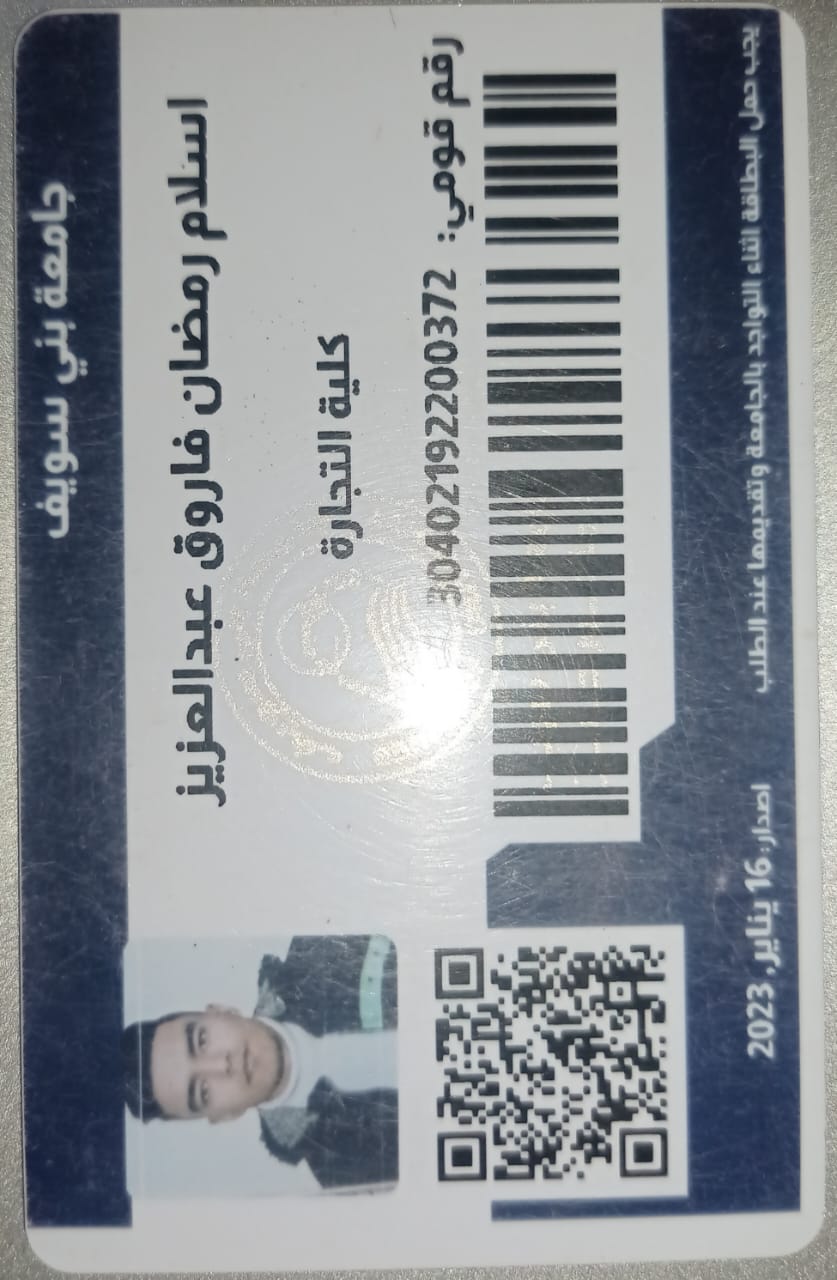 جامعة بني سويف
اسلام رمضان فاروق عبدالعزيز
كلية التجارة
رقم قومي: 30402192200372
يجب حمل البطاقة اثناء التواجد بالجامعة وتقديمها عند الطلب
اصدار: 16 يناير, 2023